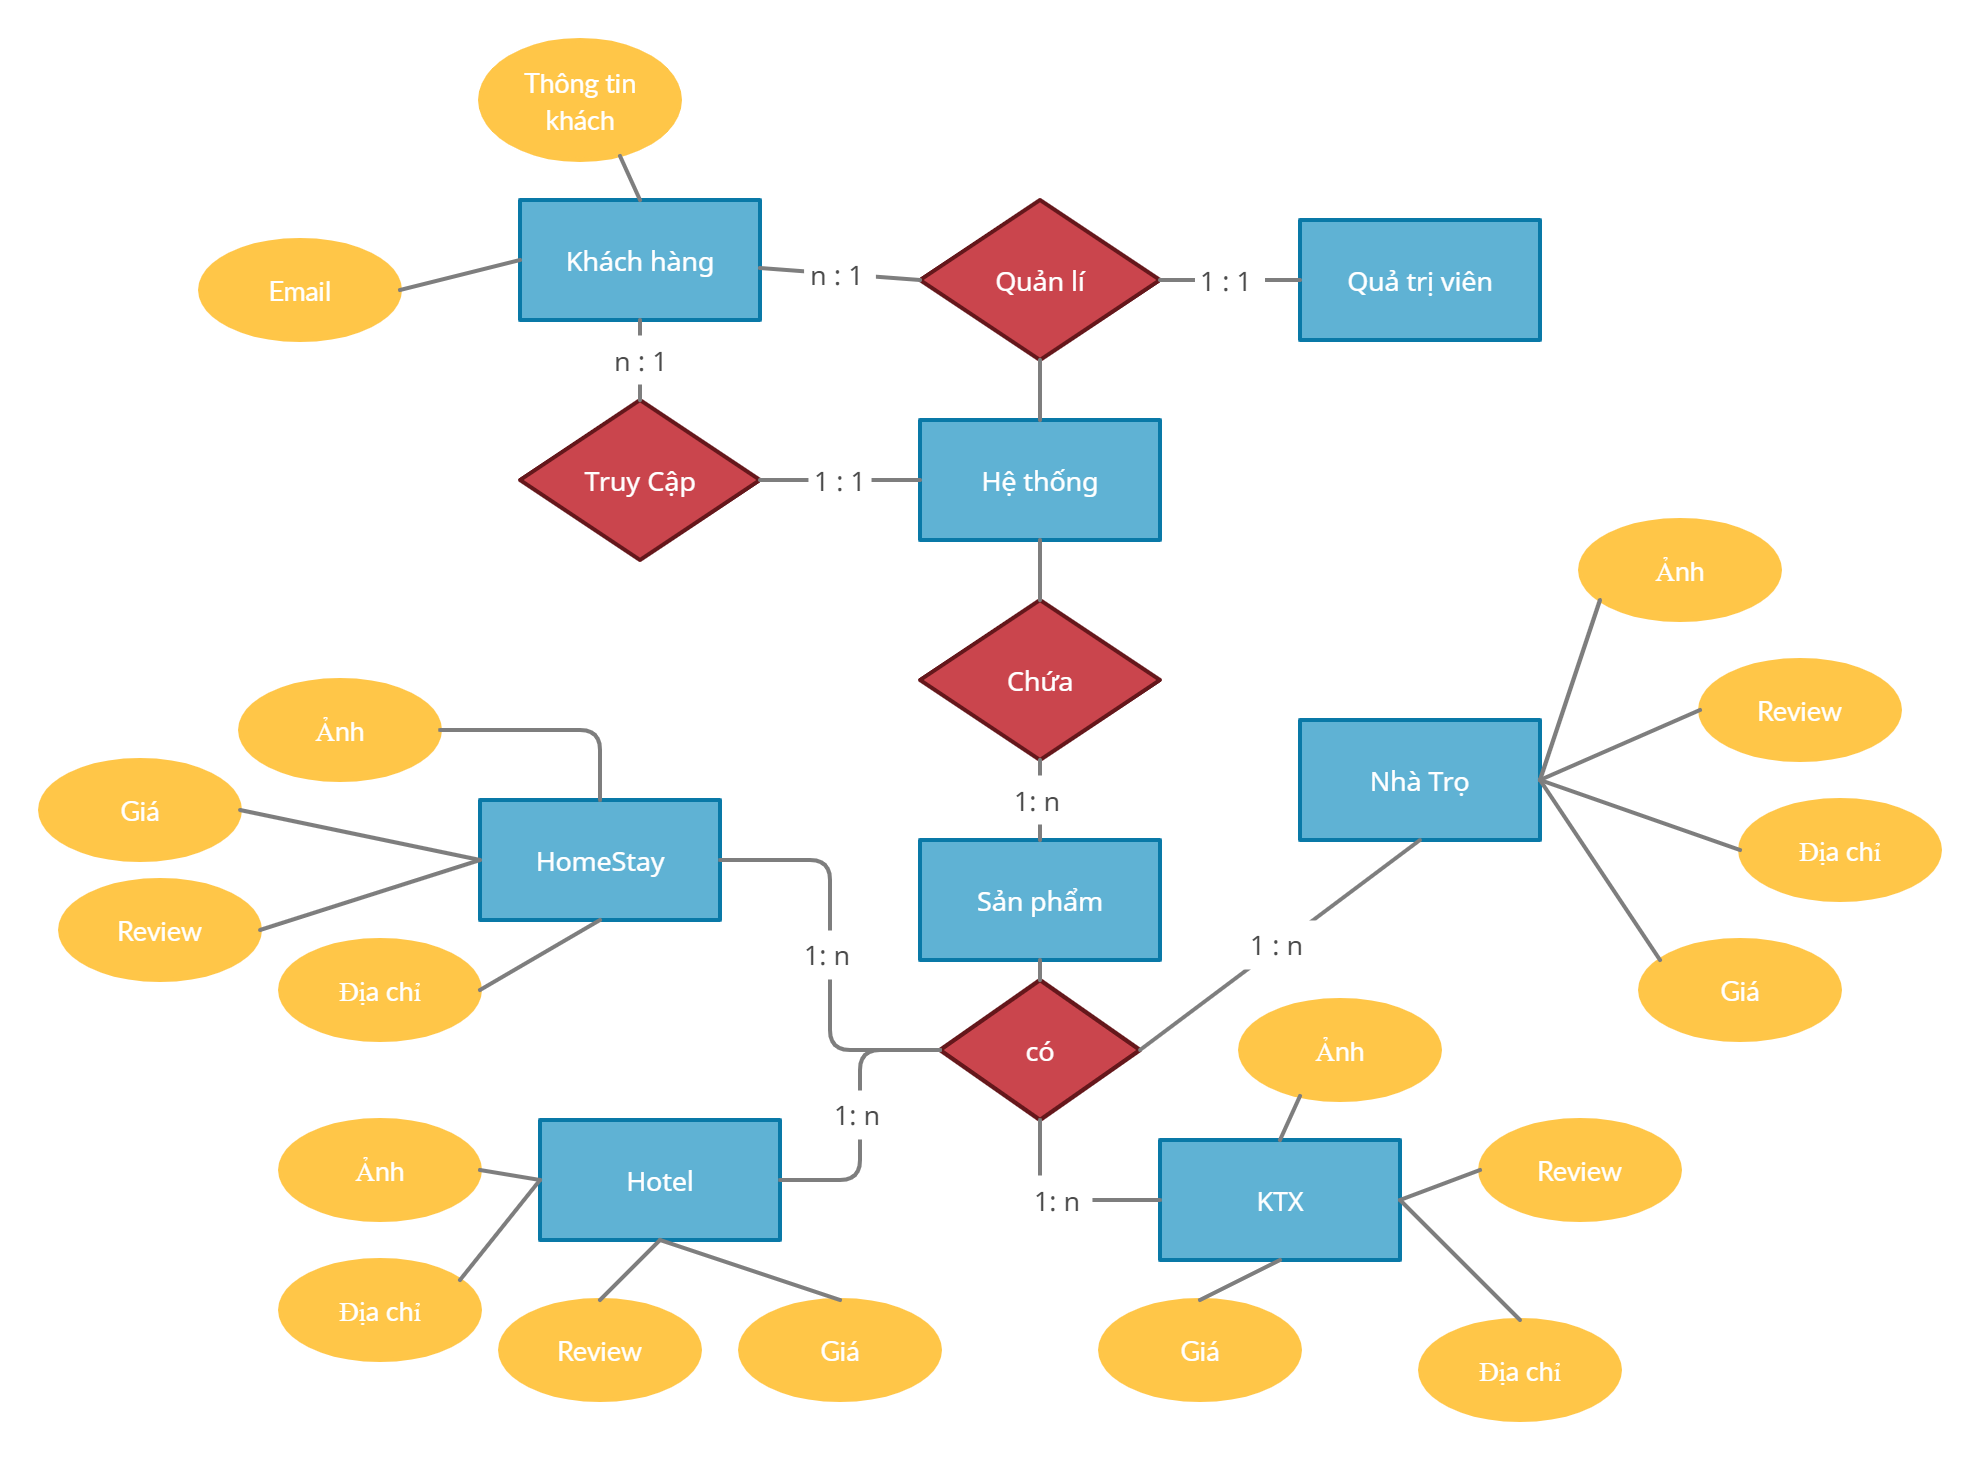 Thông tin
khách
Khách hàng
Email
n : 1
Quản lí
1 : 1
Quả trị viên
n : 1
Truy Cập
1 : 1
Hệ thống
Chứa
1: n
Sản phẩm
có
Ảnh
Giá
Review
Địa chỉ
HomeStay
1: n
Ảnh
Review
Địa chỉ
Giá
Nhà Trọ
1 : n
Ảnh
Địa chỉ
Review
Giá
Hotel
1: n
Ảnh
Review
Giá
Địa chỉ
KTX
1: n